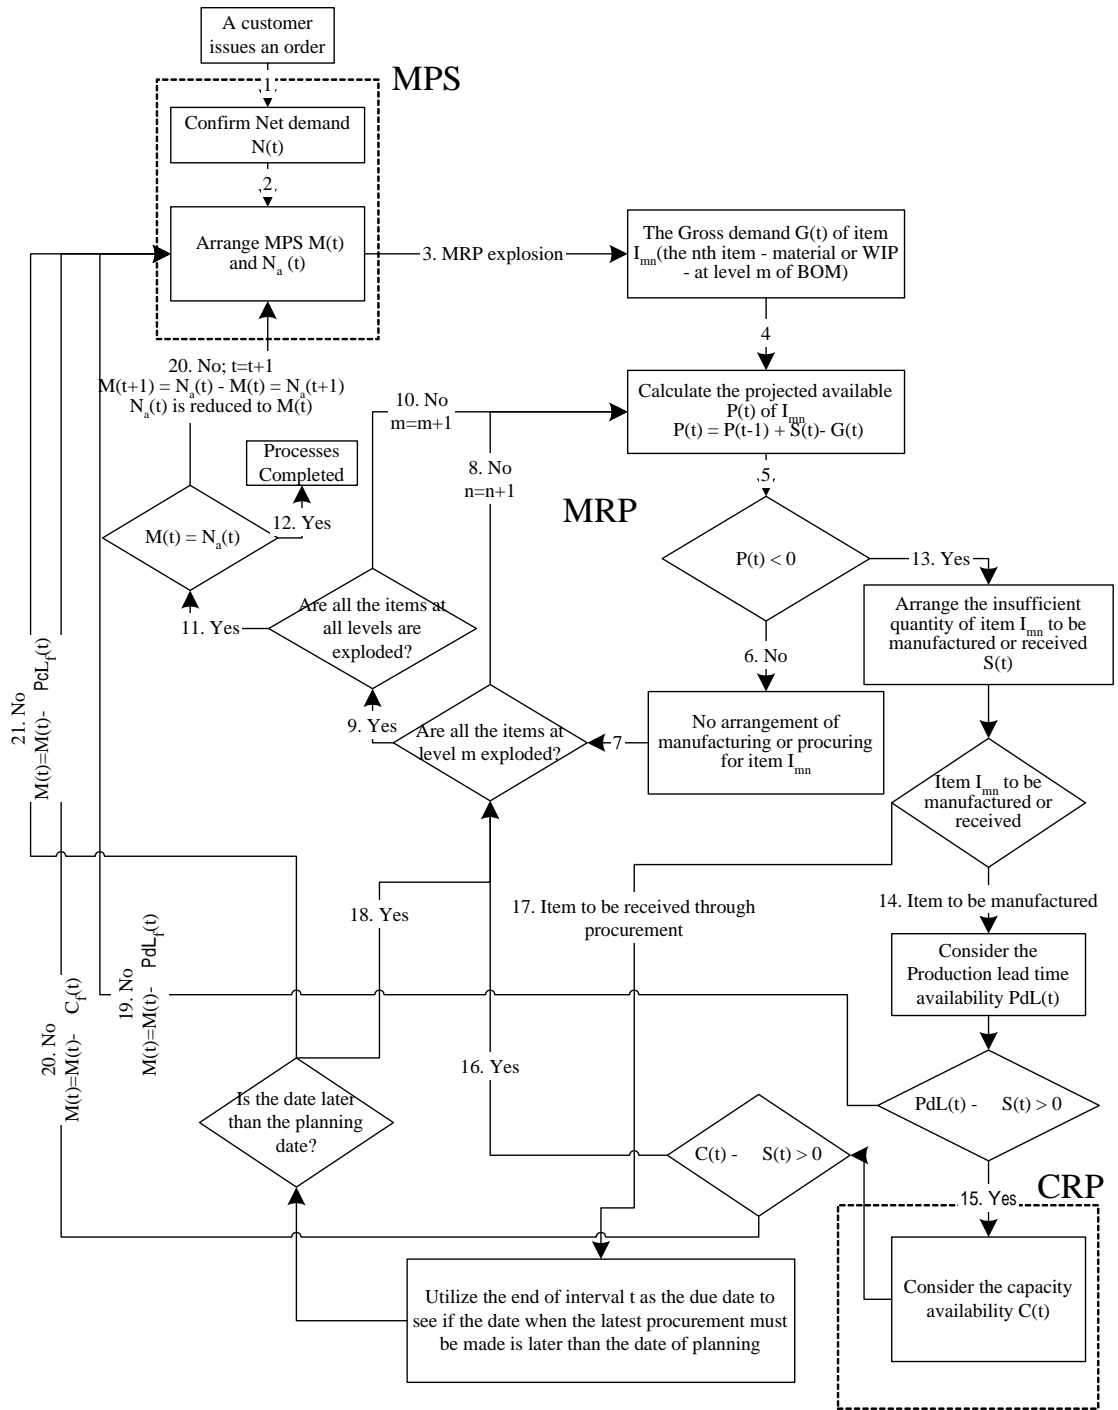 A customer
issues an order
MPS
1
Confirm Net demand
N(t)
2
Arrange MPS M(t)
and Na (t)
3. MRP explosion
The Gross demand G(t) of item
Imn(the nth item - material or WIP
- at level m of BOM)
4
20. No; t=t+1
M(t+1) = Na(t) - M(t) = Na(t+1)
Na(t) is reduced to M(t)
10. No
m=m+1
Calculate the projected available
P(t) of Imn
P(t) = P(t-1) + S(t)- G(t)
Processes
Completed
8. No
n=n+1
5
MRP
12. Yes
M(t) = Na(t)
P(t) < 0
13. Yes
Are all the items at
all levels are
exploded?
11. Yes
Arrange the insufficient
quantity of item Imn to be
manufactured or received
S(t)
6. No
21. No
M(t)=M(t)- PcLf(t)
9. Yes
Are all the items at
level m exploded?
7
No arrangement of
manufacturing or procuring
for item Imn
Item Imn to be
manufactured or
received
18. Yes
17. Item to be received through
procurement
14. Item to be manufactured
20. No
M(t)=M(t)- Cf(t)
19. No
M(t)=M(t)- PdLf(t)
Consider the
Production lead time
availability PdL(t)
16. Yes
Is the date later
than the planning
date?
PdL(t) - S(t) > 0
C(t) - S(t) > 0
15. Yes
CRP
Consider the capacity
availability C(t)
Utilize the end of interval t as the due date to
see if the date when the latest procurement must
be made is later than the date of planning